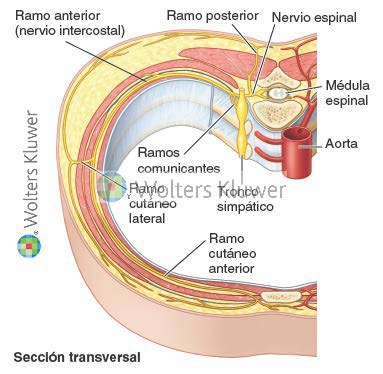 Ramo anterior
(nervio intercostal)
Ramo posterior
Nervio espinal
Médula
espinal
Aorta
Ramos
comunicantes
Ramo
cutáneo
lateral
Tronco
simpático
Ramo
cutáneo
anterior
Sección transversal
Wolters Kluwer
Wolters Kluwer